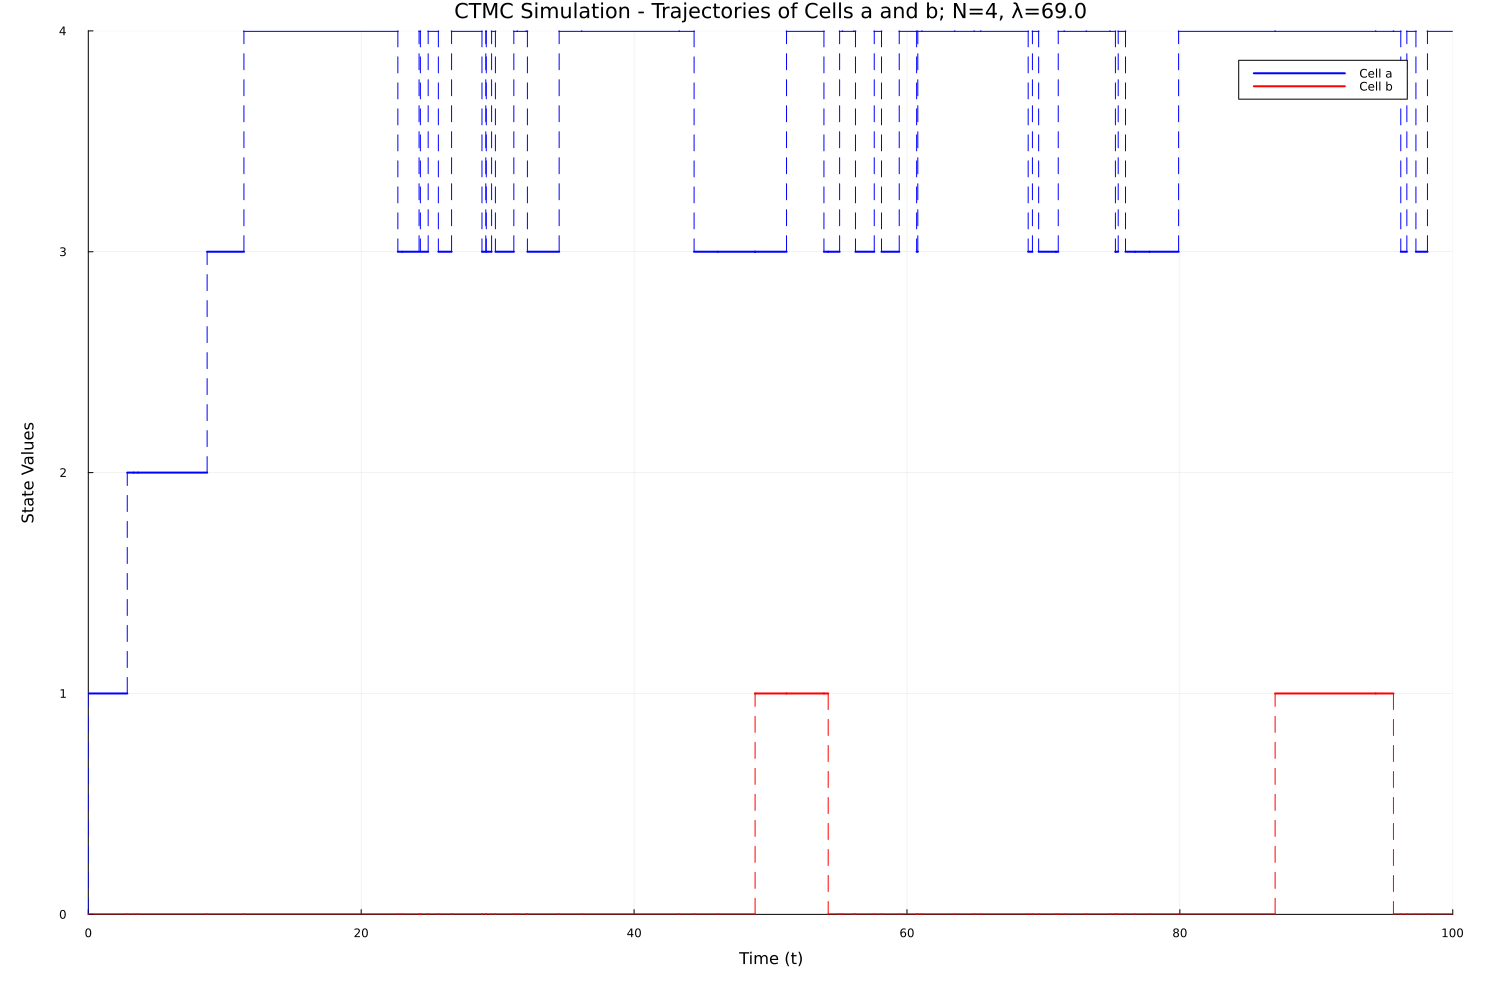 CTMC Simulation - Trajectories of Cells a and b; N=4, λ=69.0
4
Cell a
Cell b
3
2
State Values
1
0
0 20 40 60 80 100
Time (t)